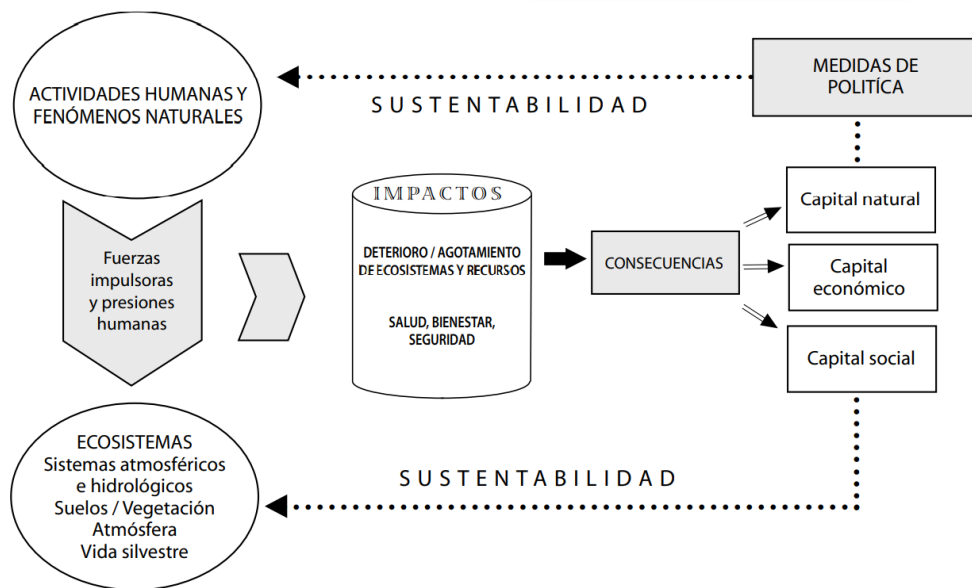 ACTIVIDADES HUMANAS Y
FENÓMENOS NATURALES
SUSTENTABILIDAD
MEDIDAS DE
POLITÍCA
Fuerzas
impulsoras
y presiones
humanas
IMPACTOS
DETERIORO / AGOTAMIENTO
DE ECOSISTEMAS Y RECURSOS
SALUD, BIENESTAR,
SEGURIDAD
CONSECUENCIAS
Capital natural
Capital
económico
Capital social
ECOSISTEMAS
Sistemas atmosféricos
e hidrológicos
Suelos / Vegetación
Atmósfera
Vida silvestre
SUSTENTABILIDAD